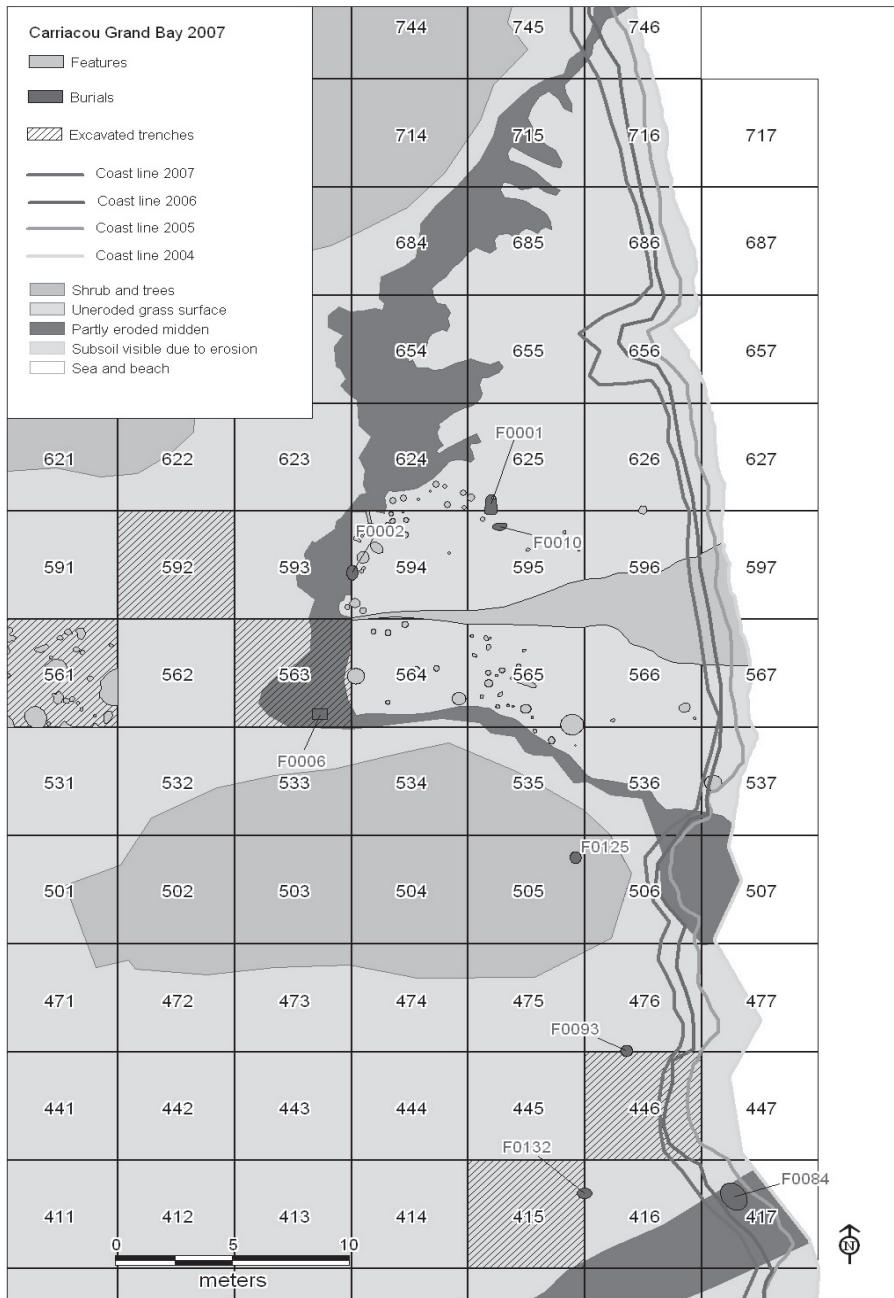 Carriacou Grand Bay 2007
Features
Burials
Excavated trenches
Coast line 2007
Coast line 2006
Coast line 2005
Coast line 2004
Shrub and trees
Uneroded grass surface
Partly eroded midden
Subsoil visible due to erosion
Sea and beach
744 745 746
714 715 716 717
684 685 686 687
654 655 656 657
F0001
621 622 623 624 625 626 627
F0002
F0010
591 592 593 594 595 596 597
561 562 563 564 565 566 567
F0006
531 532 533 534 535 536 537
F0125
501 502 503 504 505 506 507
471 472 473 474 475 476 477
F0093
441 442 443 444 445 446 447
F0132
F0084
411 412 413 414 415 416 417
0 5 10
meters
N